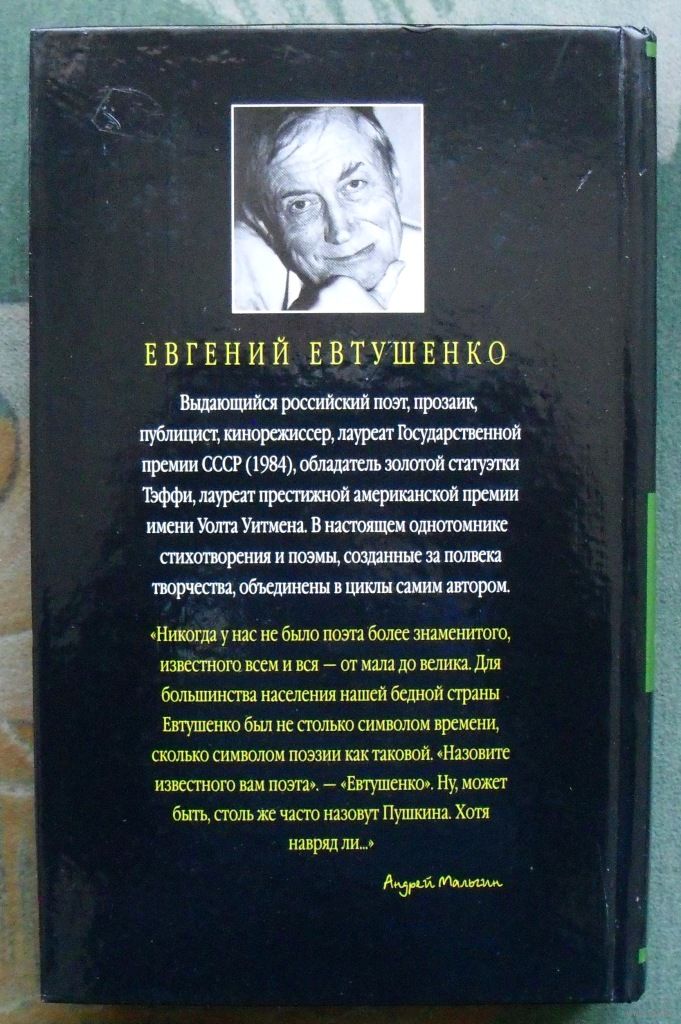 ЕВГЕНИЙ ЕВТУШЕНКО
Выдающийся российский поэт, прозаик,
публицист, кинорежиссер, лауреат Государственной
премии СССР (1984), обладатель золотой статуэтки
Тэффи, лауреат престижной американской премии
имени Уолта Уитмена. В настоящем однотомнике
стихотворения и поэмы, созданные за полвека
творчества, объединены в циклы самим автором.
«Никогда у нас не было поэта более знаменитого,
известного всем и вся — от мала до велика. Для
большинства населения нашей бедной страны
Евтушенко был не столько символом времени,
сколько символом поэзии как таковой. «Назовите
известного вам поэта». — «Евтушенко». Ну, может
быть, столь же часто назовут Пушкина. Хотя
навряд ли...»
Андрей Мальгин